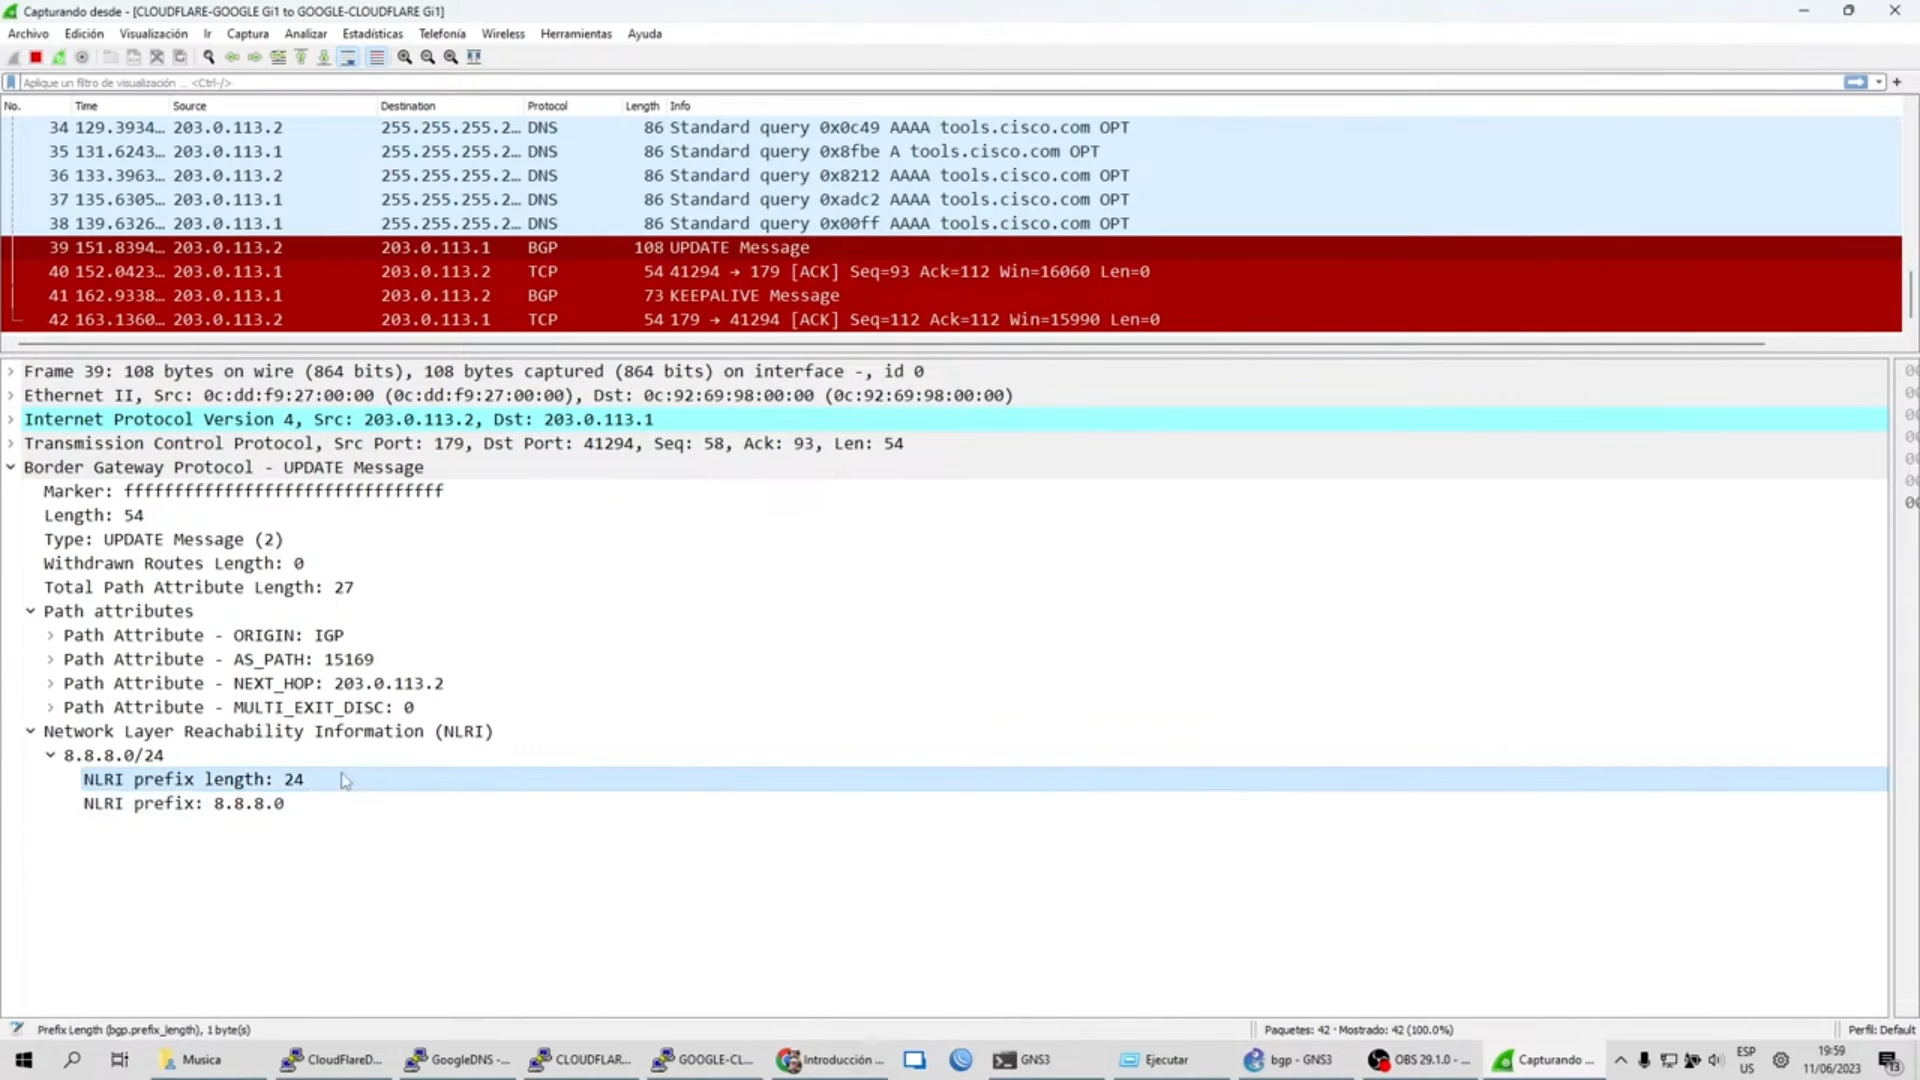 Capturando desde - [CLOUDFLARE-GOOGLE Gi1 to GOOGLE-CLOUDFLARE Gi1]
Archivo Edición Visualización Ir Captura Analizar Estadísticas Telefonía Wireless Herramientas Ayuda
Aplique un filtro de visualización ... <Ctrl-/>
No. Time Source Destination Protocol Length Info
34 129.3934… 203.0.113.2 255.255.255.2… DNS 86 Standard query 0x0c49 AAAA tools.cisco.com OPT
35 131.6243… 203.0.113.1 255.255.255.2… DNS 86 Standard query 0x8fbe A tools.cisco.com OPT
36 133.3963… 203.0.113.2 255.255.255.2… DNS 86 Standard query 0x8212 AAAA tools.cisco.com OPT
37 135.6305… 203.0.113.1 255.255.255.2… DNS 86 Standard query 0xadc2 AAAA tools.cisco.com OPT
38 139.6326… 203.0.113.1 255.255.255.2… DNS 86 Standard query 0x00ff AAAA tools.cisco.com OPT
39 151.8394… 203.0.113.2 203.0.113.1 BGP 108 UPDATE Message
40 152.0423… 203.0.113.1 203.0.113.2 TCP 54 41294 → 179 [ACK] Seq=93 Ack=112 Win=16060 Len=0
41 162.9338… 203.0.113.1 203.0.113.2 BGP 73 KEEPALIVE Message
42 163.1360… 203.0.113.2 203.0.113.1 TCP 54 179 → 41294 [ACK] Seq=112 Ack=112 Win=15990 Len=0
Frame 39: 108 bytes on wire (864 bits), 108 bytes captured (864 bits) on interface -, id 0
Ethernet II, Src: 0c:dd:f9:27:00:00 (0c:dd:f9:27:00:00), Dst: 0c:92:69:98:00:00 (0c:92:69:98:00:00)
Internet Protocol Version 4, Src: 203.0.113.2, Dst: 203.0.113.1
Transmission Control Protocol, Src Port: 179, Dst Port: 41294, Seq: 58, Ack: 93, Len: 54
Border Gateway Protocol - UPDATE Message
Marker: ffffffffffffffffffffffffffffffff
Length: 54
Type: UPDATE Message (2)
Withdrawn Routes Length: 0
Total Path Attribute Length: 27
Path attributes
Path Attribute - ORIGIN: IGP
Path Attribute - AS_PATH: 15169
Path Attribute - NEXT_HOP: 203.0.113.2
Path Attribute - MULTI_EXIT_DISC: 0
Network Layer Reachability Information (NLRI)
8.8.8.0/24
NLRI prefix length: 24
NLRI prefix: 8.8.8.0
Prefix Length (bgp.prefix_length), 1 byte(s) Paquetes: 42 · Mostrado: 42 (100.0%) Perfil: Default
Musica CloudFlareD... GoogleDNS -... CLOUDFLAR... GOOGLE-CL... Introducción ... GNS3 Ejecutar bgp - GNS3 OBS 29.1.0 - ... Capturando ... ESP US 19:59 11/06/2023 13